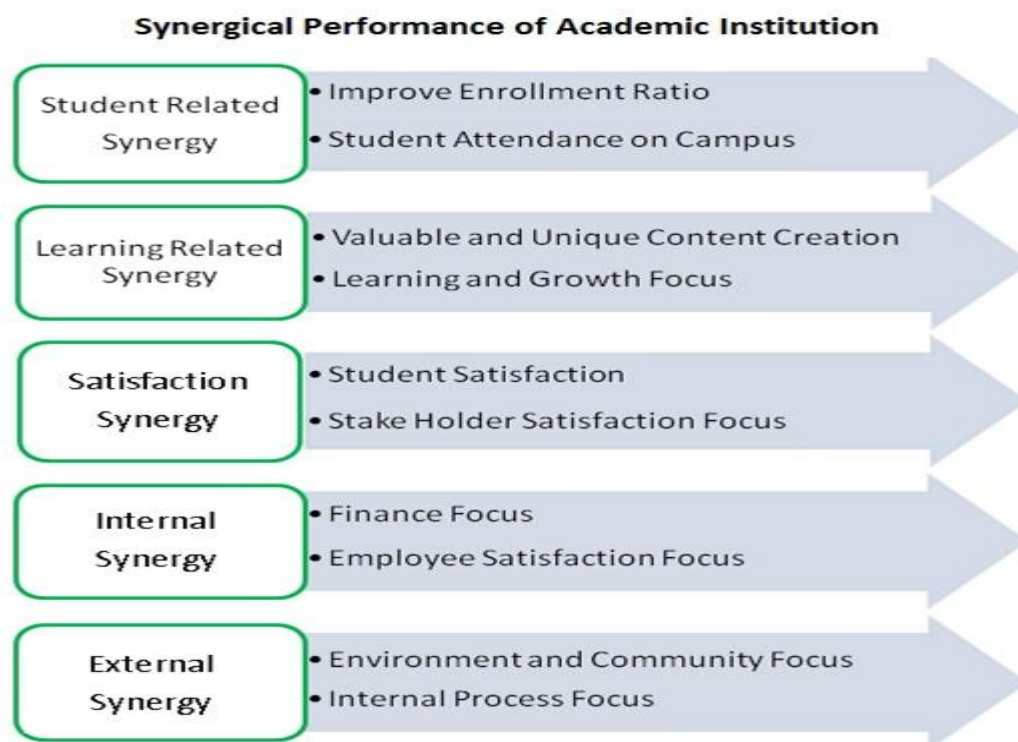 Synergical Performance of Academic Institution
Student Related
Synergy
• Improve Enrollment Ratio
• Student Attendance on Campus
Learning Related
Synergy
• Valuable and Unique Content Creation
• Learning and Growth Focus
Satisfaction
Synergy
• Student Satisfaction
• Stake Holder Satisfaction Focus
Internal
Synergy
• Finance Focus
• Employee Satisfaction Focus
External
Synergy
• Environment and Community Focus
• Internal Process Focus